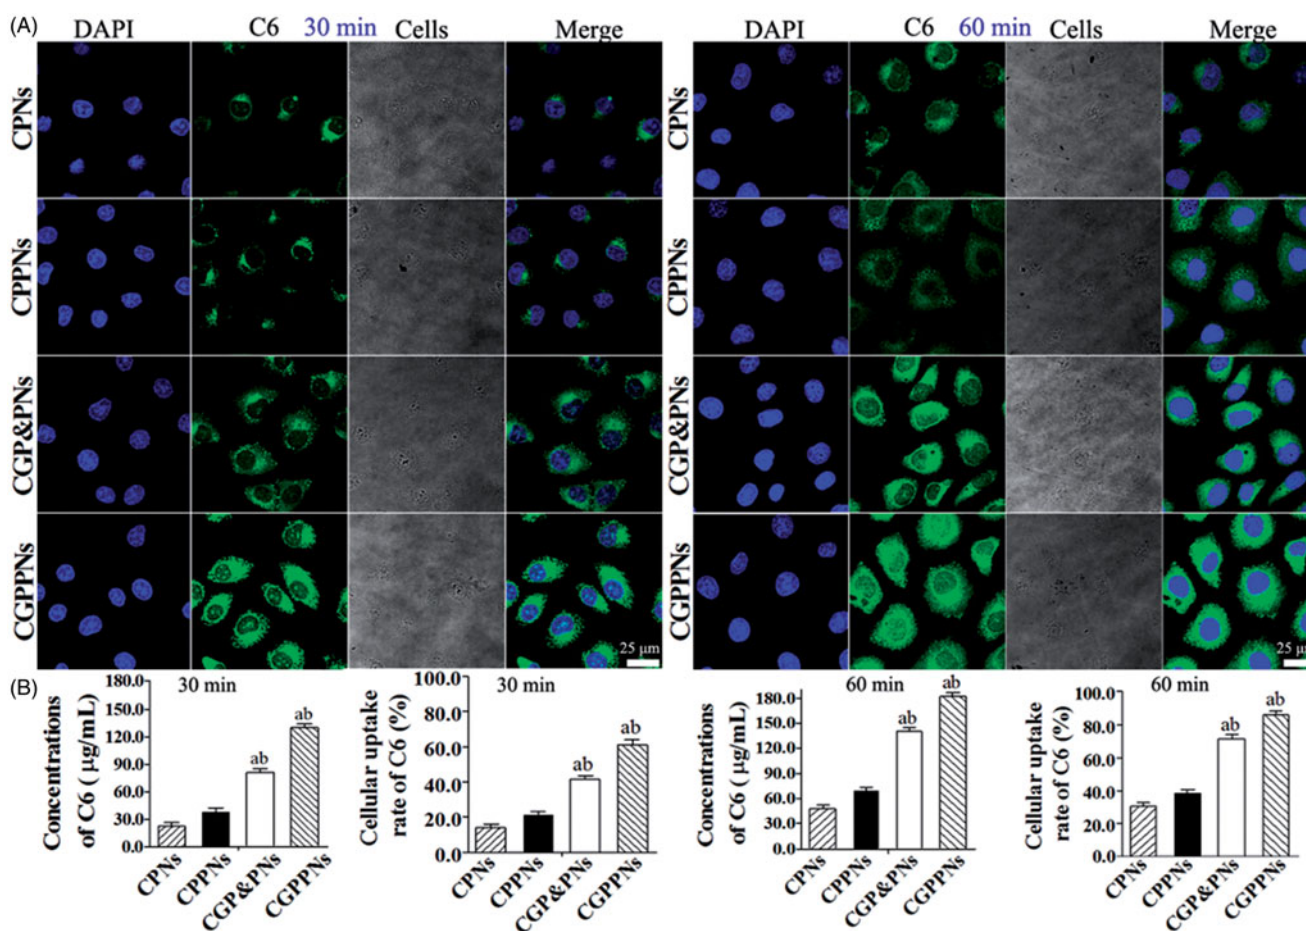 (A) DAPI C6 30 min Cells Merge DAPI C6 60 min Cells Merge
CPNs CPNs
CPPNs CPPNs
CGP&PNs CGP&PNs
CGPPNs CGPPNs
25 μm 25 μm
(B)
30 min
Concentrations
of C6 ( μg/mL)
180.0
150.0
120.0
90.0
60.0
30.0
0.0
ab
ab
CPNs CPPNs CGP&PNs CGPPNs
30 min
Cellular uptake
rate of C6 (%)
100.0
80.0
60.0
40.0
20.0
0.0
ab
ab
CPNs CPPNs CGP&PNs CGPPNs
60 min
Concentrations
of C6 (μg/mL)
180.0
150.0
120.0
90.0
60.0
30.0
0.0
ab
ab
CPNs CPPNs CGP&PNs CGPPNs
60 min
Cellular uptake
rate of C6 (%)
100.0
80.0
60.0
40.0
20.0
0.0
ab
ab
CPNs CPPNs CGP&PNs CGPPNs